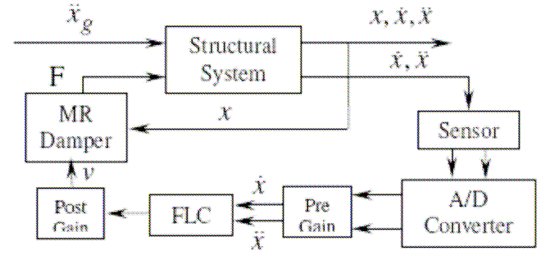 ẍg
x, ẋ, ẍ
Structural
System
ẋ, ẍ
F
MR
Damper
x
Sensor
v
ẋ
A/D
Converter
Post
Gain
FLC
Pre
Gain
ẍ